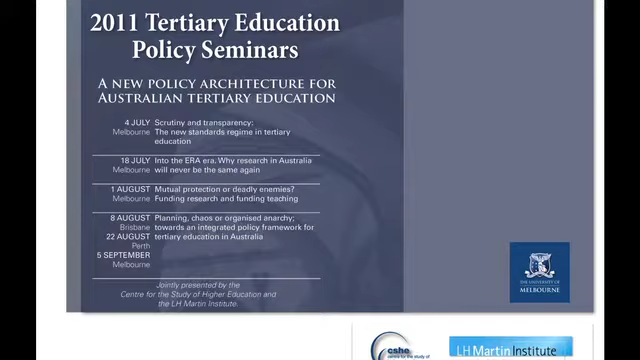 2011 Tertiary Education
Policy Seminars
A NEW POLICY ARCHITECTURE FOR
AUSTRALIAN TERTIARY EDUCATION
4 JULY Scrutiny and transparency:
Melbourne The new standards regime in tertiary
education
18 JULY Into the ERA era. Why research in Australia
Melbourne will never be the same again
1 AUGUST Mutual protection or deadly enemies?
Melbourne Funding research and funding teaching
8 AUGUST Planning, chaos or organised anarchy;
Brisbane towards an integrated policy framework for
22 AUGUST tertiary education in Australia
Perth
5 SEPTEMBER
Melbourne
Jointly presented by the
Centre for the Study of Higher Education and
the LH Martin Institute.
THE UNIVERSITY OF
MELBOURNE
cshe
centre for the study of
LH Martin Institute